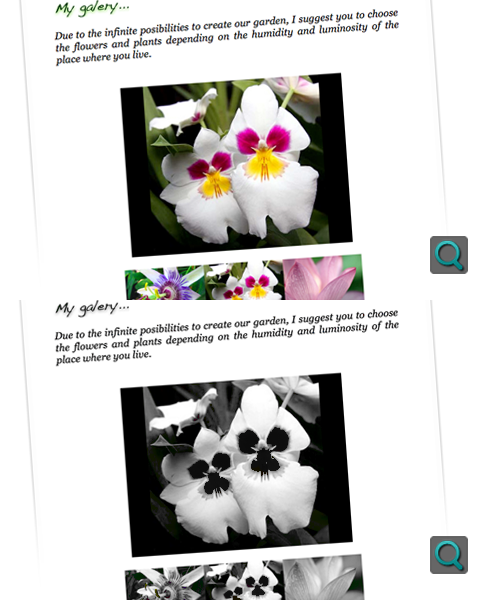 My galery...
Due to the infinite posibilities to create our garden, I suggest you to choose
the flowers and plants depending on the humidity and luminosity of the
place where you live.
My galery...
Due to the infinite posibilities to create our garden, I suggest you to choose
the flowers and plants depending on the humidity and luminosity of the
place where you live.